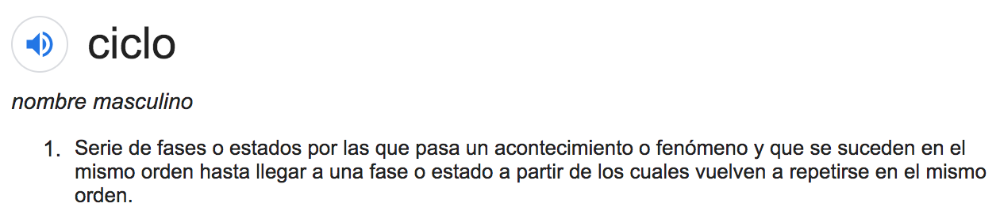 ciclo
nombre masculino
1. Serie de fases o estados por las que pasa un acontecimiento o fenómeno y que se suceden en el
mismo orden hasta llegar a una fase o estado a partir de los cuales vuelven a repetirse en el mismo
orden.